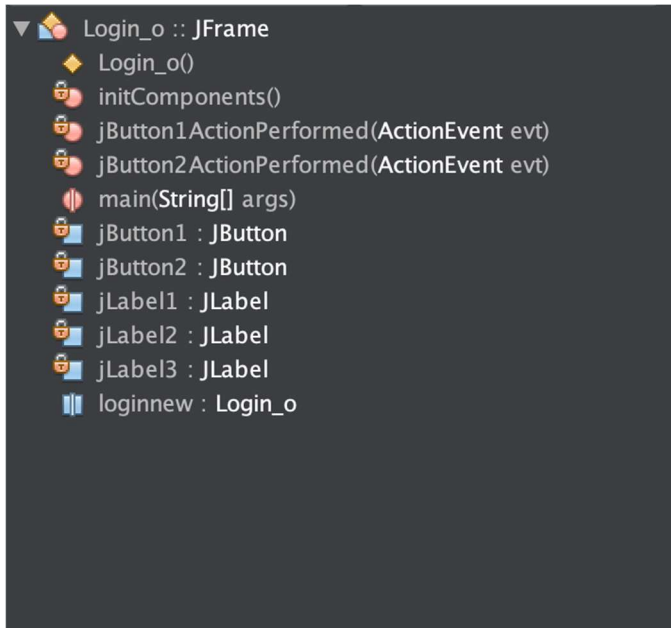 Login_o :: JFrame
Login_o()
initComponents()
jButton1ActionPerformed(ActionEvent evt)
jButton2ActionPerformed(ActionEvent evt)
main(String[] args)
jButton1 : JButton
jButton2 : JButton
jLabel1 : JLabel
jLabel2 : JLabel
jLabel3 : JLabel
loginnew : Login_o